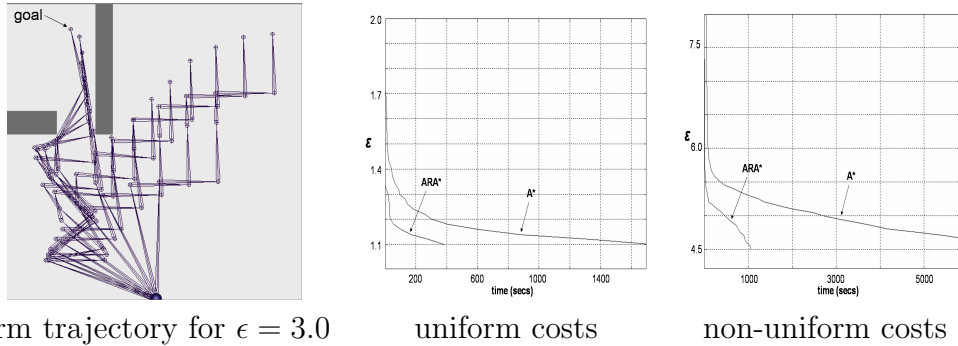 goal
2.0
1.7
ε
1.4
1.1
ARA*
A*
200 600 1000 1400
time (secs)
7.5
ε
6.0
4.5
ARA*
A*
1000 3000 5000
time (secs)
rm trajectory for ϵ = 3.0
uniform costs
non-uniform costs